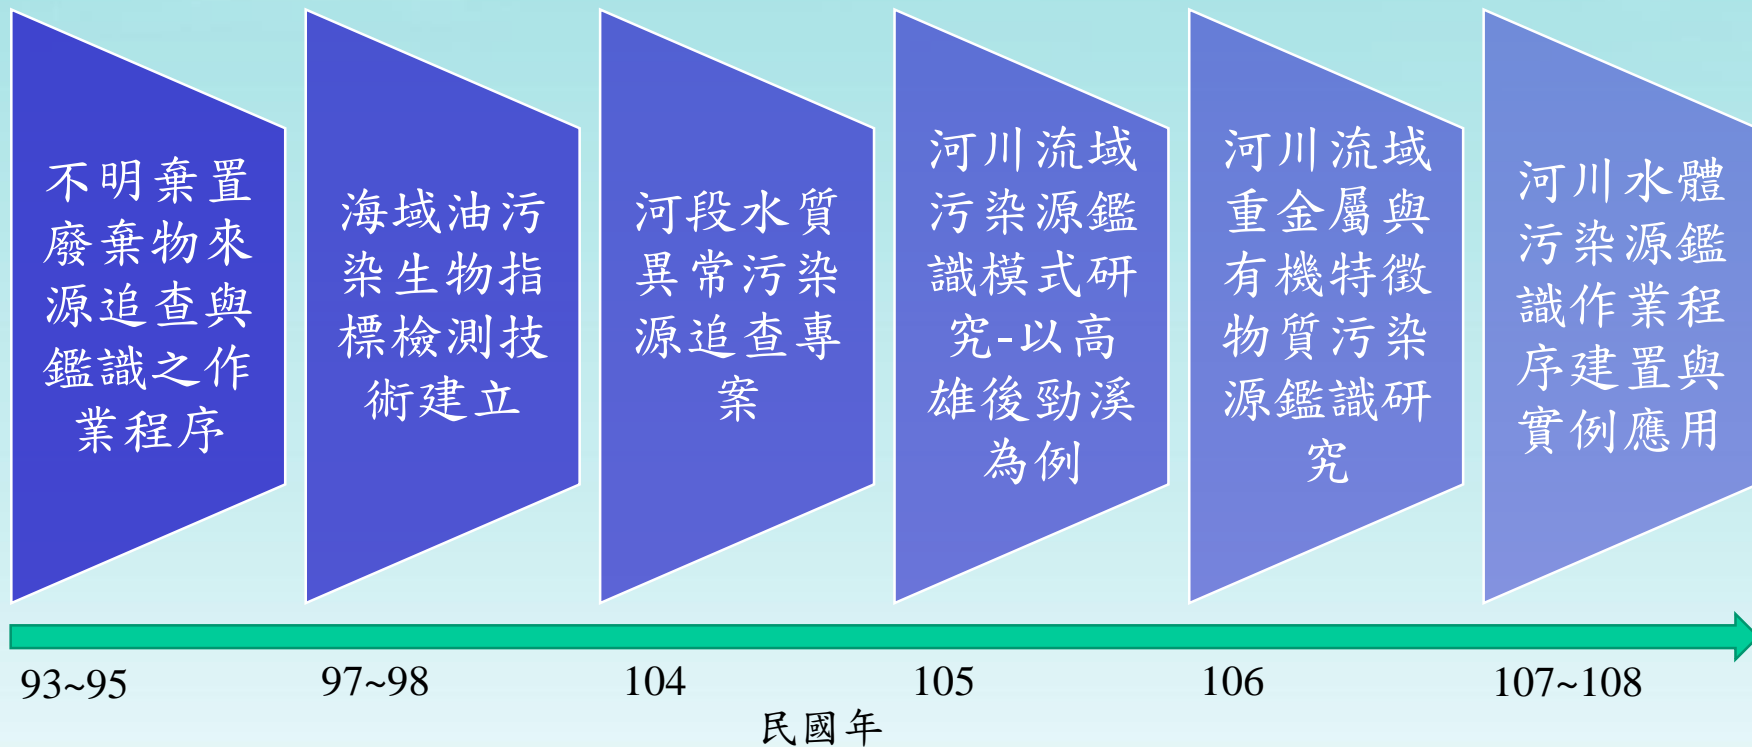 不明棄置
廢棄物來
源追查與
鑑識之作
業程序
海域油污
染生物指
標檢測技
術建立
河段水質
異常污染
源追查專
案
河川流域
污染源鑑
識模式研
究-以高
雄後勁溪
為例
河川流域
重金屬與
有機特徵
物質污染
源鑑識研
究
河川水體
污染源鑑
識作業程
序建置與
實例應用
93~95
97~98
104
105
106
107~108
民國年